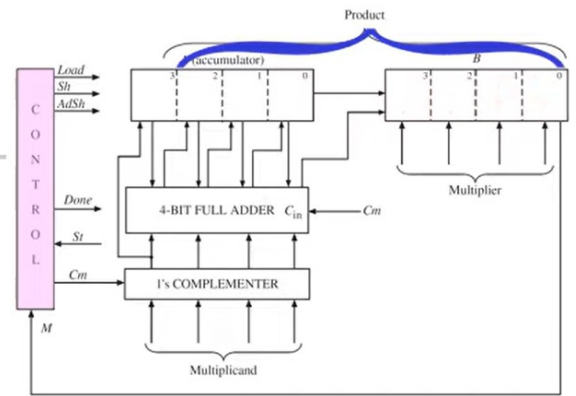 Product
(accumulator)
B
3 2 1 0
3 2 1 0
Load
Sh
AdSh
CONTROL
Multiplier
4-BIT FULL ADDER Cin
Cm
Done
St
Cm
1's COMPLEMENTER
M
Multiplicand